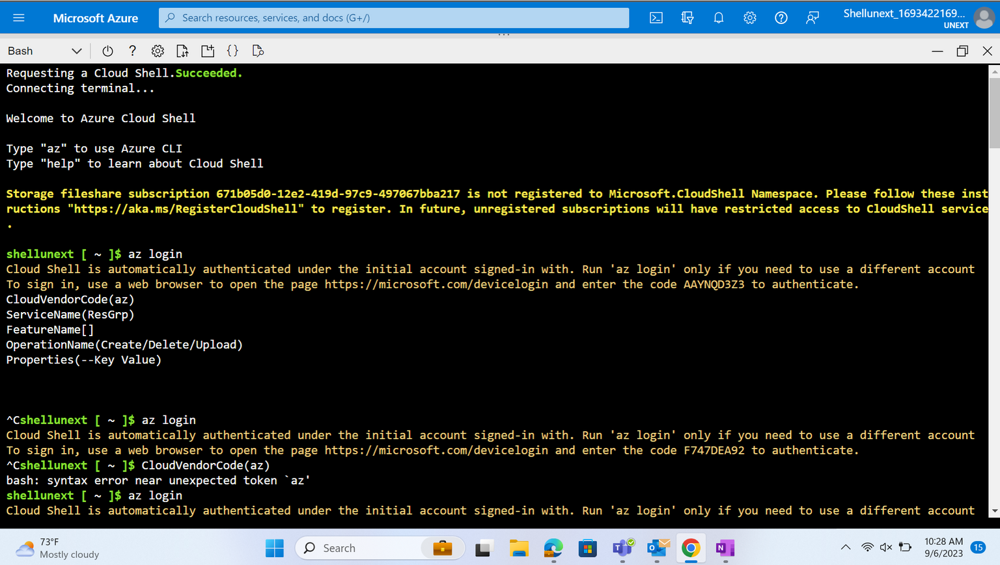 Microsoft Azure
Search resources, services, and docs (G+/)
Shellunext_1693422169...
UNEXT
Bash
Requesting a Cloud Shell.Succeeded.
Connecting terminal...
Welcome to Azure Cloud Shell
Type "az" to use Azure CLI
Type "help" to learn about Cloud Shell
Storage fileshare subscription 671b05d0-12e2-419d-97c9-497067bba217 is not registered to Microsoft.CloudShell Namespace. Please follow these inst
ructions "https://aka.ms/RegisterCloudShell" to register. In future, unregistered subscriptions will have restricted access to CloudShell service
.
shellunext [ ~ ]$ az login
Cloud Shell is automatically authenticated under the initial account signed-in with. Run 'az login' only if you need to use a different account
To sign in, use a web browser to open the page https://microsoft.com/devicelogin and enter the code AAYNQD3Z3 to authenticate.
CloudVendorCode(az)
ServiceName(ResGrp)
FeatureName[]
OperationName(Create/Delete/Upload)
Properties(--Key Value)
^Cshellunext [ ~ ]$ az login
Cloud Shell is automatically authenticated under the initial account signed-in with. Run 'az login' only if you need to use a different account
To sign in, use a web browser to open the page https://microsoft.com/devicelogin and enter the code F747DEA92 to authenticate.
^Cshellunext [ ~ ]$ CloudVendorCode(az)
bash: syntax error near unexpected token `az'
shellunext [ ~ ]$ az login
Cloud Shell is automatically authenticated under the initial account signed-in with. Run 'az login' only if you need to use a different account
73°F
Mostly cloudy
Search
10:28 AM
9/6/2023
15